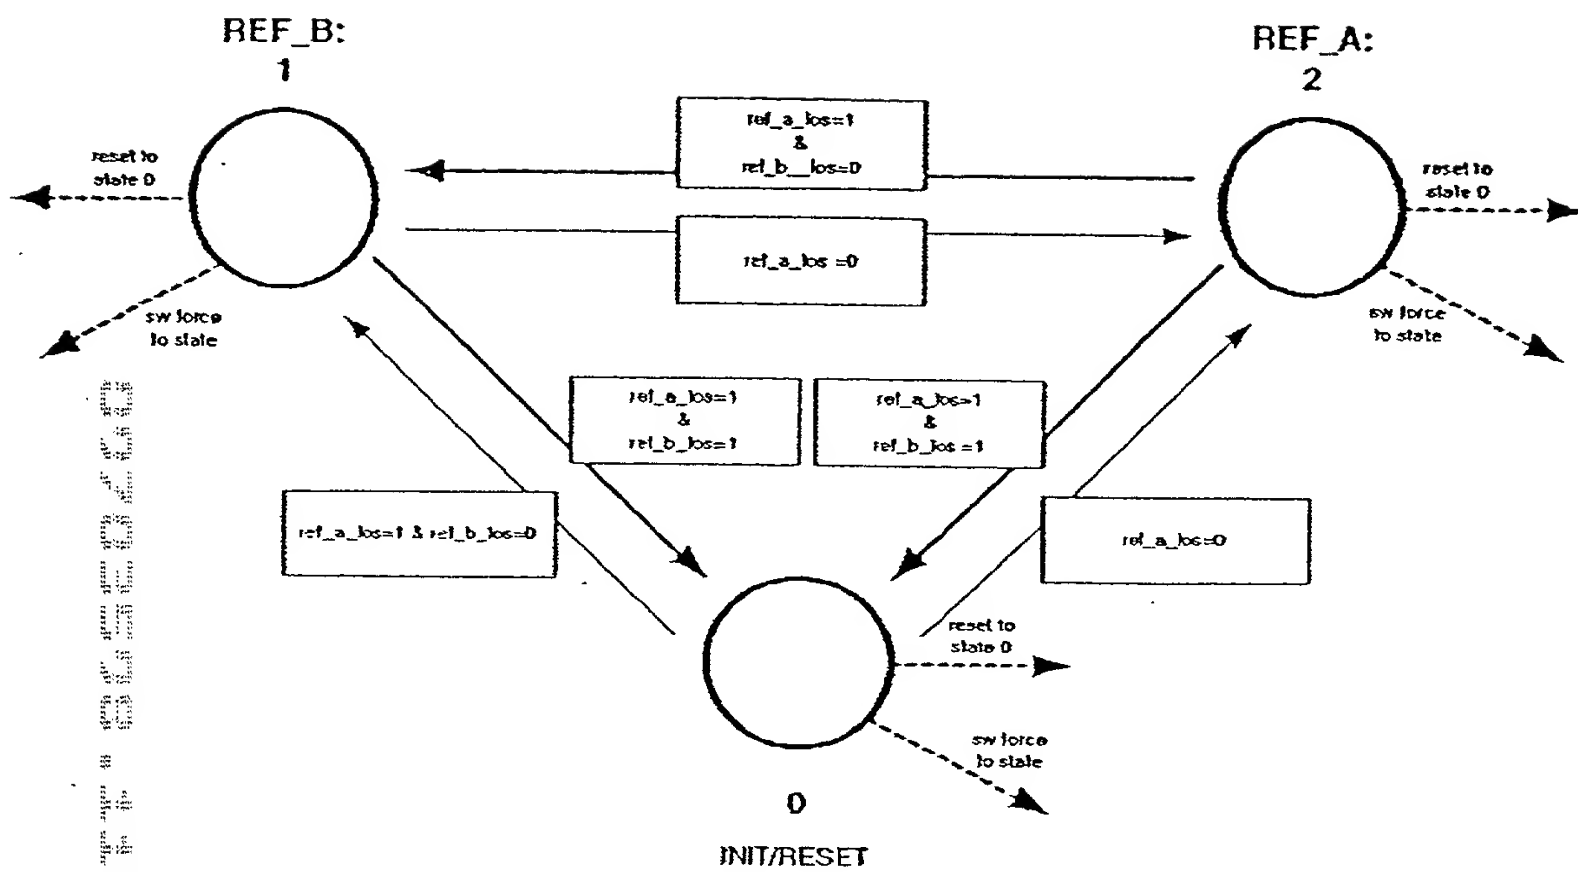 REF_B:
1
REF_A:
2
ref_a_los=1
&
ref_b__los=0
reset to
state 0
reset to
state 0
ref_a_los =0
sw force
to state
sw force
to state
ref_a_los=1
&
ref_b_los=1
ref_a_los=1
&
ref_b_los =1
ref_a_los=1 & ref_b_los=0
ref_a_los=0
reset to
state 0
sw force
to state
0
INIT/RESET